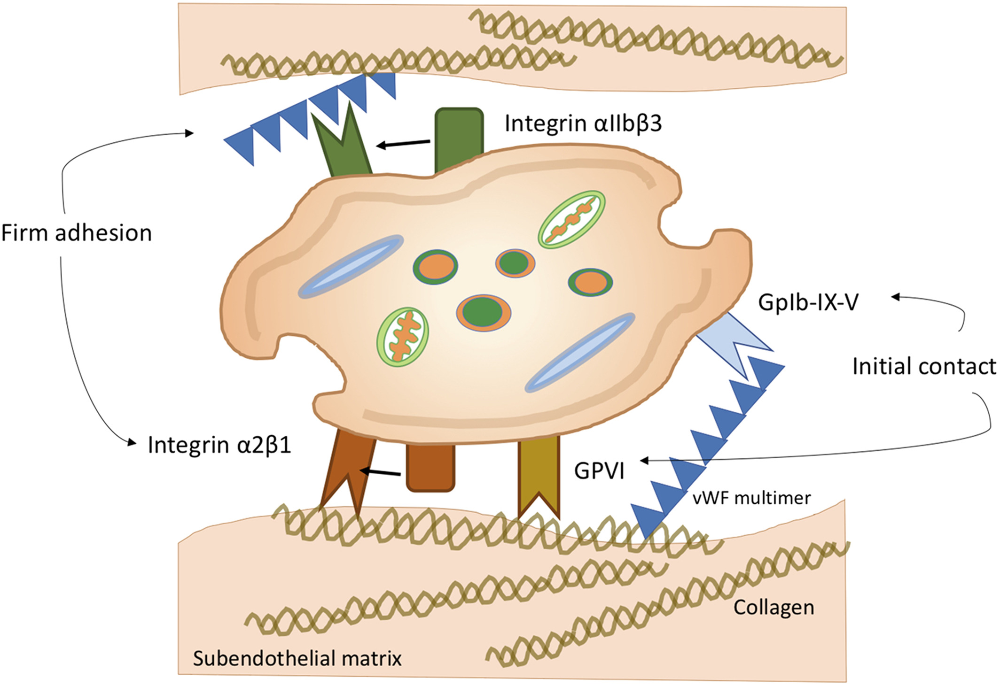 Integrin αIIbβ3
Firm adhesion
GpIb-IX-V
Initial contact
Integrin α2β1
GPVI
vWF multimer
Collagen
Subendothelial matrix